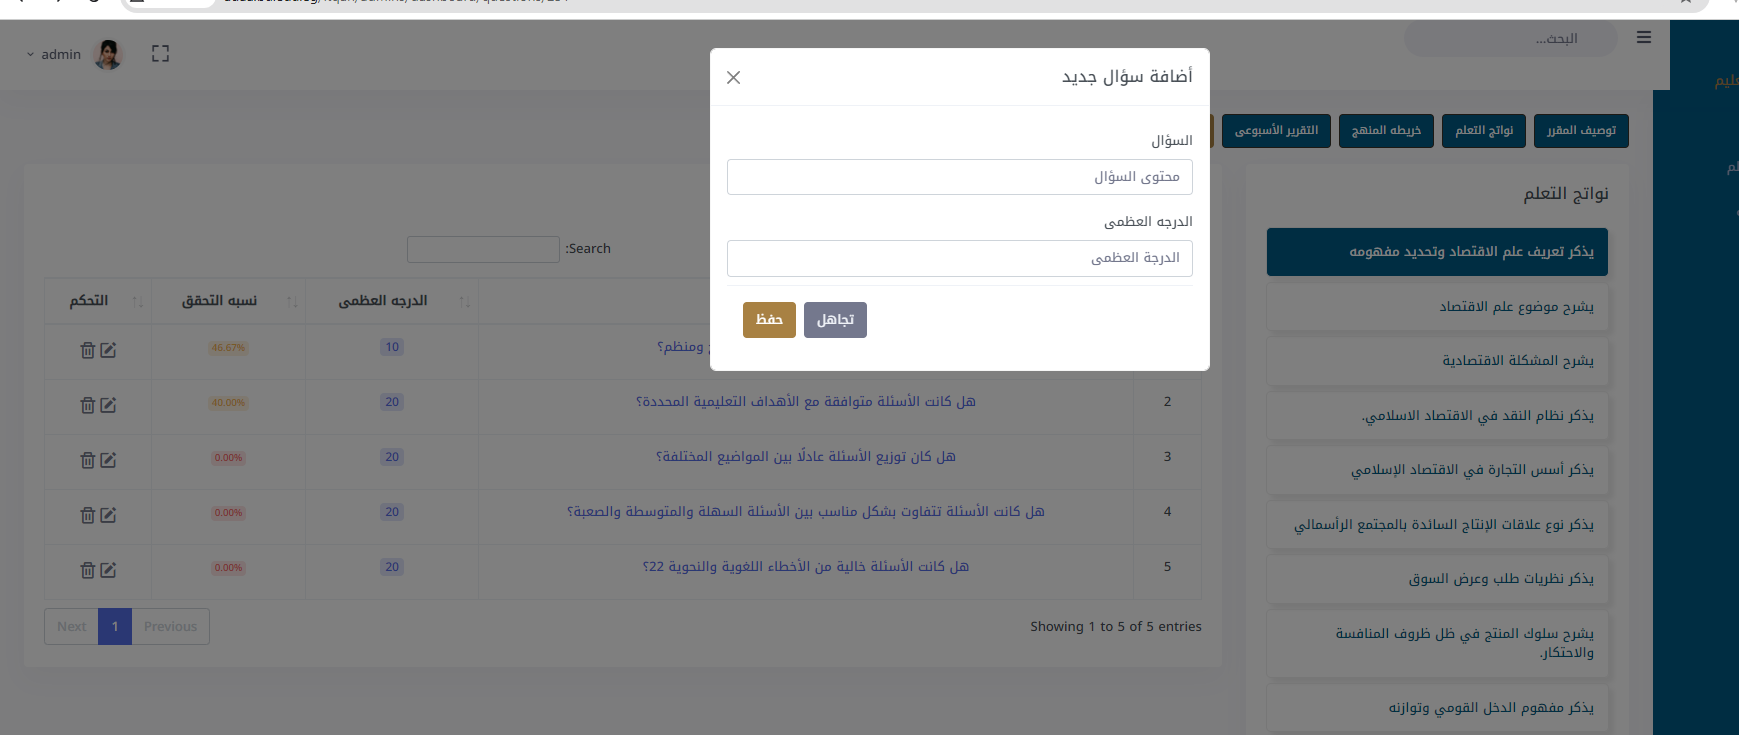 البحث...
admin
أضافة سؤال جديد
السؤال
محتوى السؤال
الدرجه العظمى
الدرجة العظمى
تجاهل
حفظ
توصيف المقرر
نواتج التعلم
خريطه المنهج
التقرير الأسبوعى
نواتج التعلم
يذكر تعريف علم الاقتصاد وتحديد مفهومه
يشرح موضوع علم الاقتصاد
يشرح المشكلة الاقتصادية
يذكر نظام النقد في الاقتصاد الاسلامي.
يذكر أسس التجارة في الاقتصاد الإسلامي
يذكر نوع علاقات الإنتاج السائدة بالمجتمع الرأسمالي
يذكر نظريات طلب وعرض السوق
يشرح سلوك المنتج في ظل ظروف المنافسة
والاحتكار.
يذكر مفهوم الدخل القومي وتوازنه
Search:
الدرجه العظمى
نسبه التحقق
التحكم
ومنظم؟
10
46.67%
2
هل كانت الأسئلة متوافقة مع الأهداف التعليمية المحددة؟
20
40.00%
3
هل كان توزيع الأسئلة عادلًا بين المواضيع المختلفة؟
20
0.00%
4
هل كانت الأسئلة تتفاوت بشكل مناسب بين الأسئلة السهلة والمتوسطة والصعبة؟
20
0.00%
5
هل كانت الأسئلة خالية من الأخطاء اللغوية والنحوية 22؟
20
0.00%
Showing 1 to 5 of 5 entries
Previous
1
Next